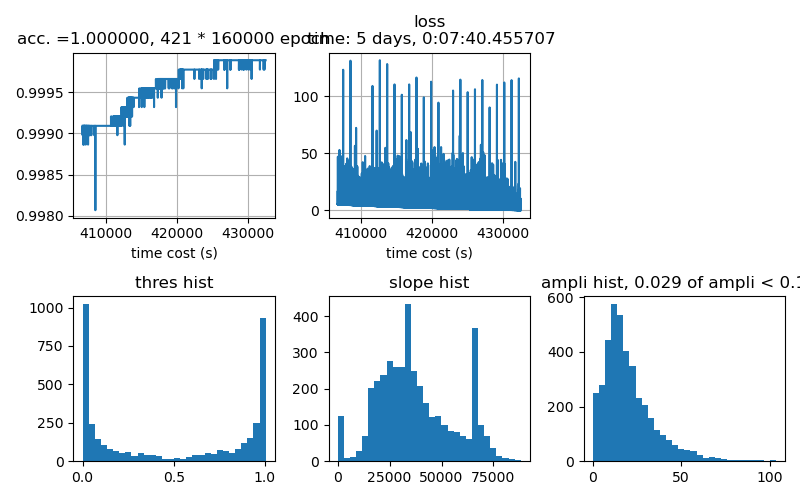 loss
acc. =1.000000, 421 * 160000 epoch
time: 5 days, 0:07:40.455707
0.9995
0.9990
0.9985
0.9980
410000 420000 430000
time cost (s)
100
50
0
410000 420000 430000
time cost (s)
thres hist
1000
750
500
250
0
0.0 0.5 1.0
slope hist
400
300
200
100
0
0 25000 50000 75000
ampli hist, 0.029 of ampli < 0.1
600
400
200
0
0 50 100